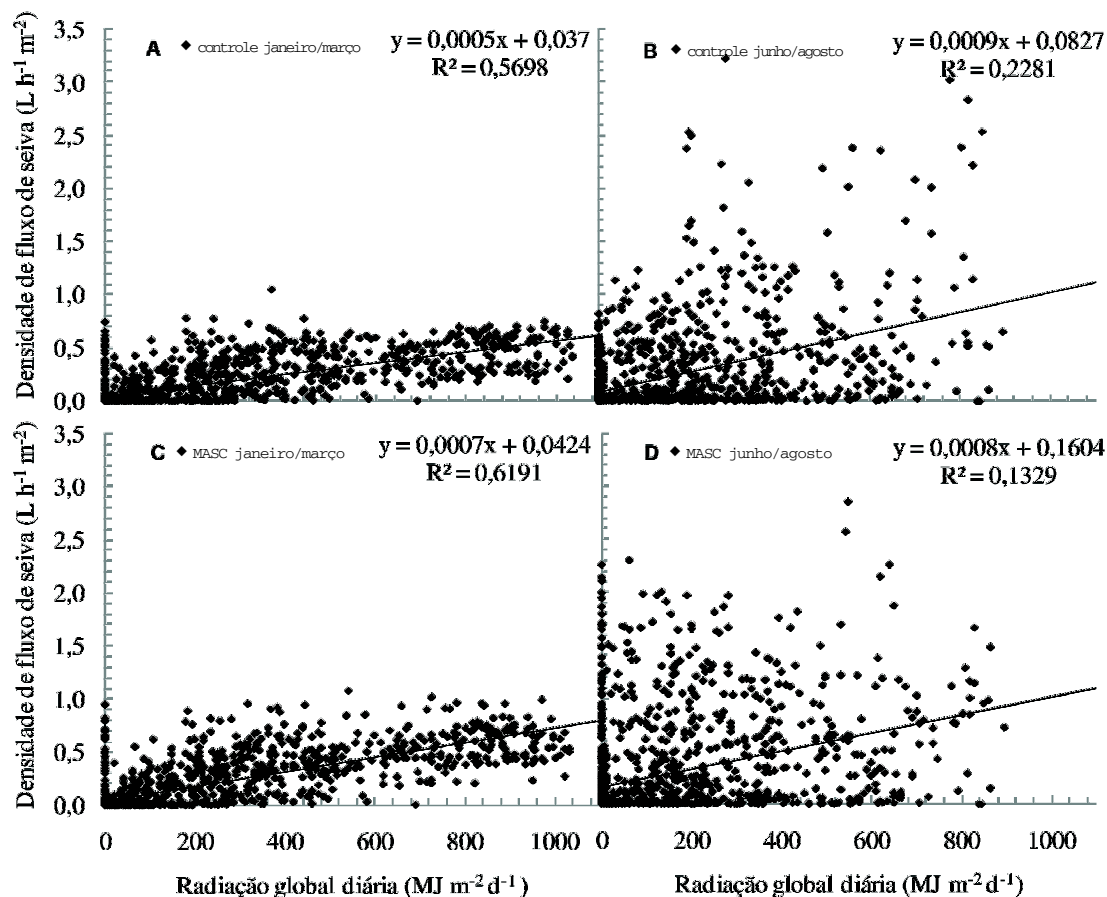 3,5
3,0
2,5
2,0
1,5
1,0
0,5
0,0
Densidade de fluxo de seiva (L h⁻¹ m⁻²)
A ◆ controle janeiro/março
y = 0,0005x + 0,037
R² = 0,5698
B ◆ controle junho/agosto
y = 0,0009x + 0,0827
R² = 0,2281
3,5
3,0
2,5
2,0
1,5
1,0
0,5
0,0
Densidade de fluxo de seiva (L h⁻¹ m⁻²)
C ◆ MASC janeiro/março
y = 0,0007x + 0,0424
R² = 0,6191
D ◆ MASC junho/agosto
y = 0,0008x + 0,1604
R² = 0,1329
0 200 400 600 800 1000
0 200 400 600 800 1000
Radiação global diária (MJ m⁻² d⁻¹)
Radiação global diária (MJ m⁻² d⁻¹)